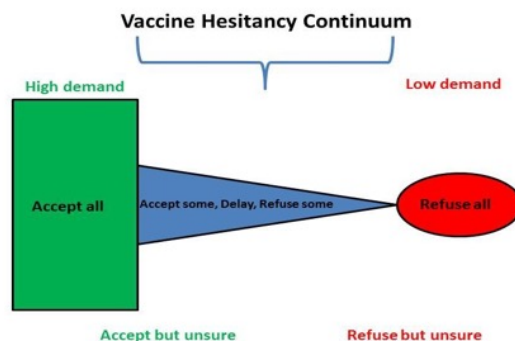 Vaccine Hesitancy Continuum
High demand
Low demand
Accept all
Accept some, Delay, Refuse some
Refuse all
Accept but unsure
Refuse but unsure